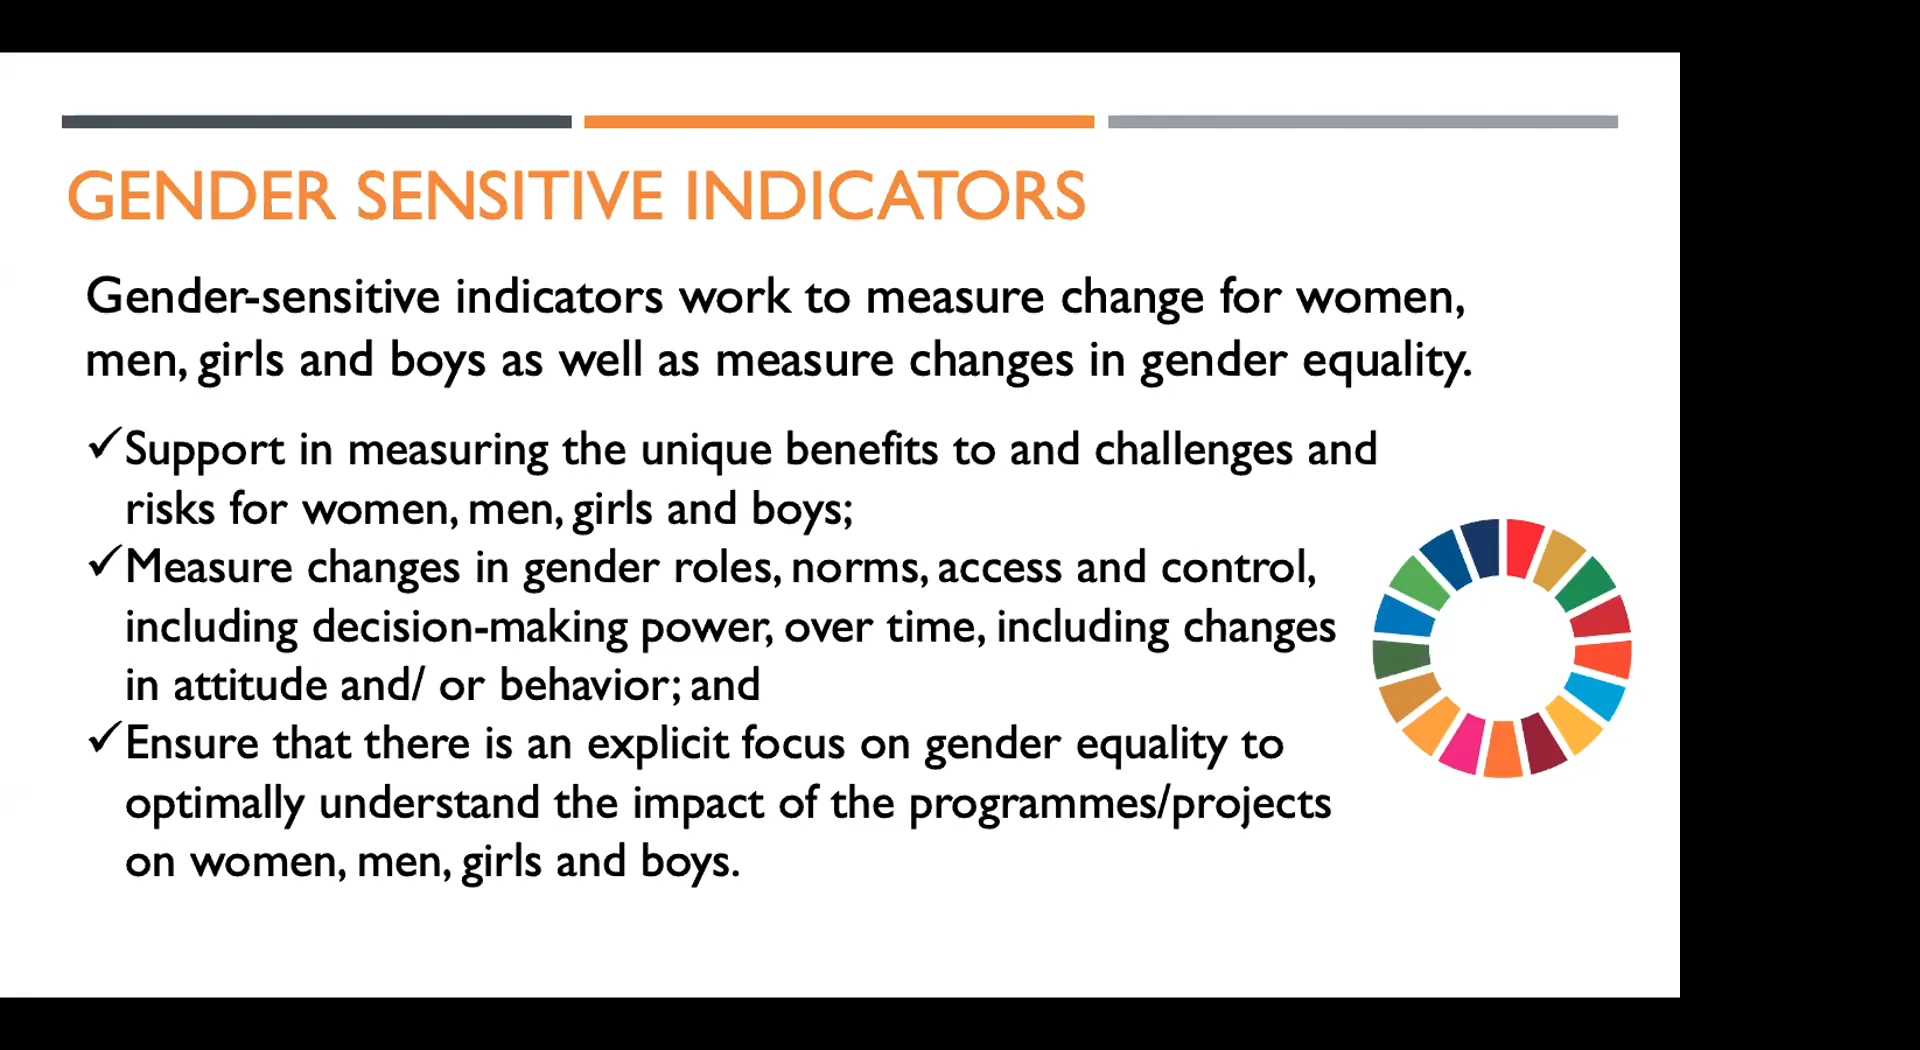 GENDER SENSITIVE INDICATORS
Gender-sensitive indicators work to measure change for women,
men, girls and boys as well as measure changes in gender equality.
✓Support in measuring the unique benefits to and challenges and
risks for women, men, girls and boys;
✓Measure changes in gender roles, norms, access and control,
including decision-making power, over time, including changes
in attitude and/ or behavior; and
✓Ensure that there is an explicit focus on gender equality to
optimally understand the impact of the programmes/projects
on women, men, girls and boys.